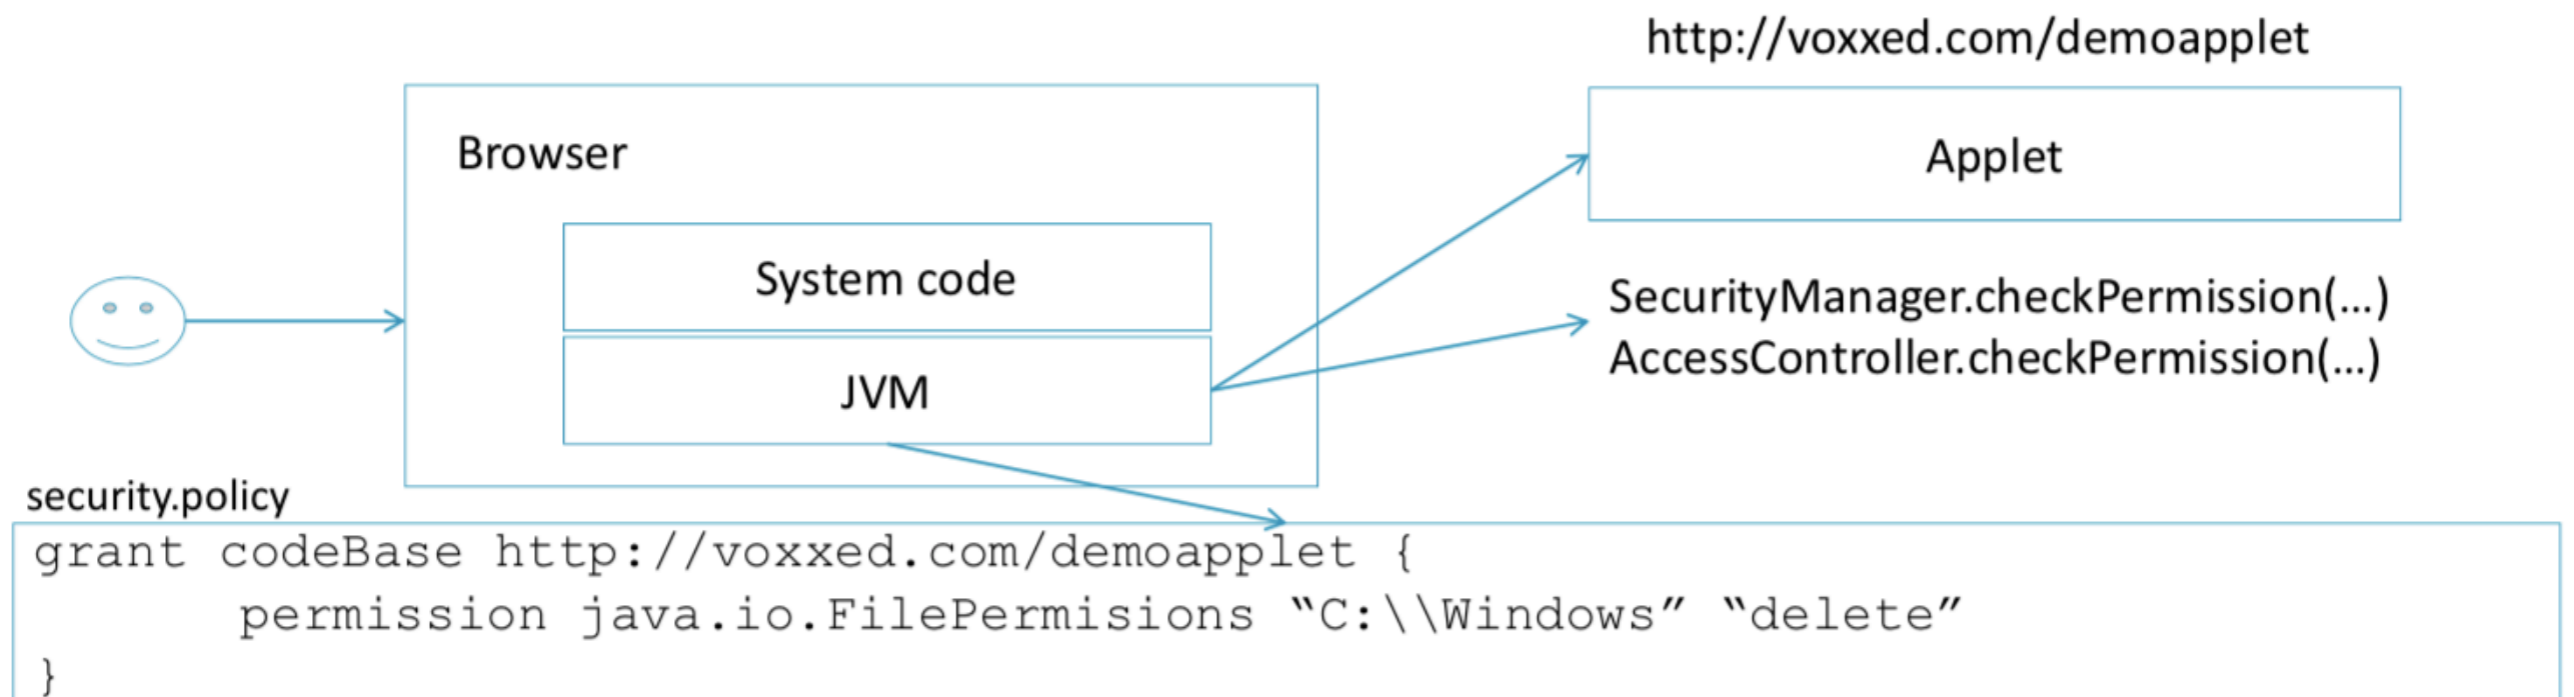 http://voxxed.com/demoapplet
Browser
Applet
System code
SecurityManager.checkPermission(...)
AccessController.checkPermission(...)
JVM
security.policy
grant codeBase http://voxxed.com/demoapplet {
permission java.io.FilePermisions “C:\\Windows” “delete”
}